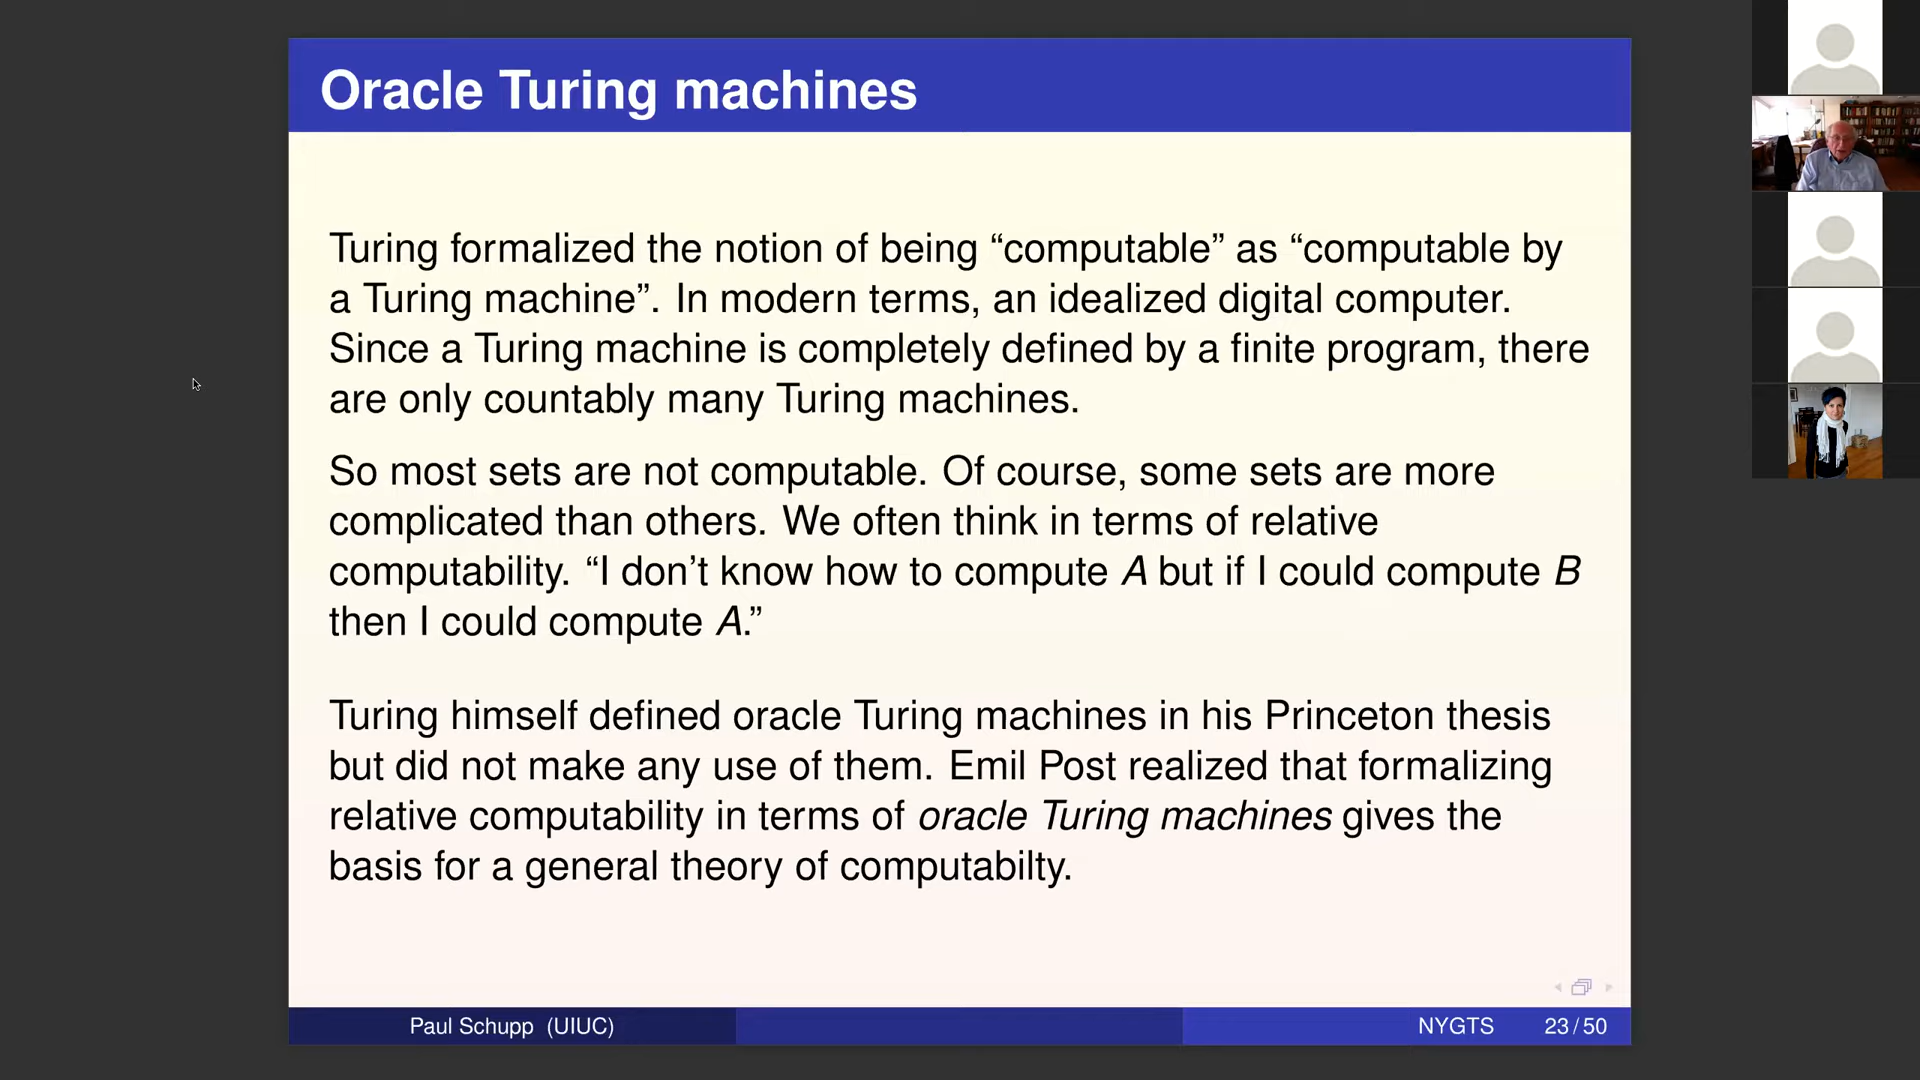 Oracle Turing machines
Turing formalized the notion of being “computable” as “computable by
a Turing machine”. In modern terms, an idealized digital computer.
Since a Turing machine is completely defined by a finite program, there
are only countably many Turing machines.
So most sets are not computable. Of course, some sets are more
complicated than others. We often think in terms of relative
computability. “I don’t know how to compute A but if I could compute B
then I could compute A.”
Turing himself defined oracle Turing machines in his Princeton thesis
but did not make any use of them. Emil Post realized that formalizing
relative computability in terms of oracle Turing machines gives the
basis for a general theory of computabilty.
Paul Schupp (UIUC)
NYGTS
23 / 50